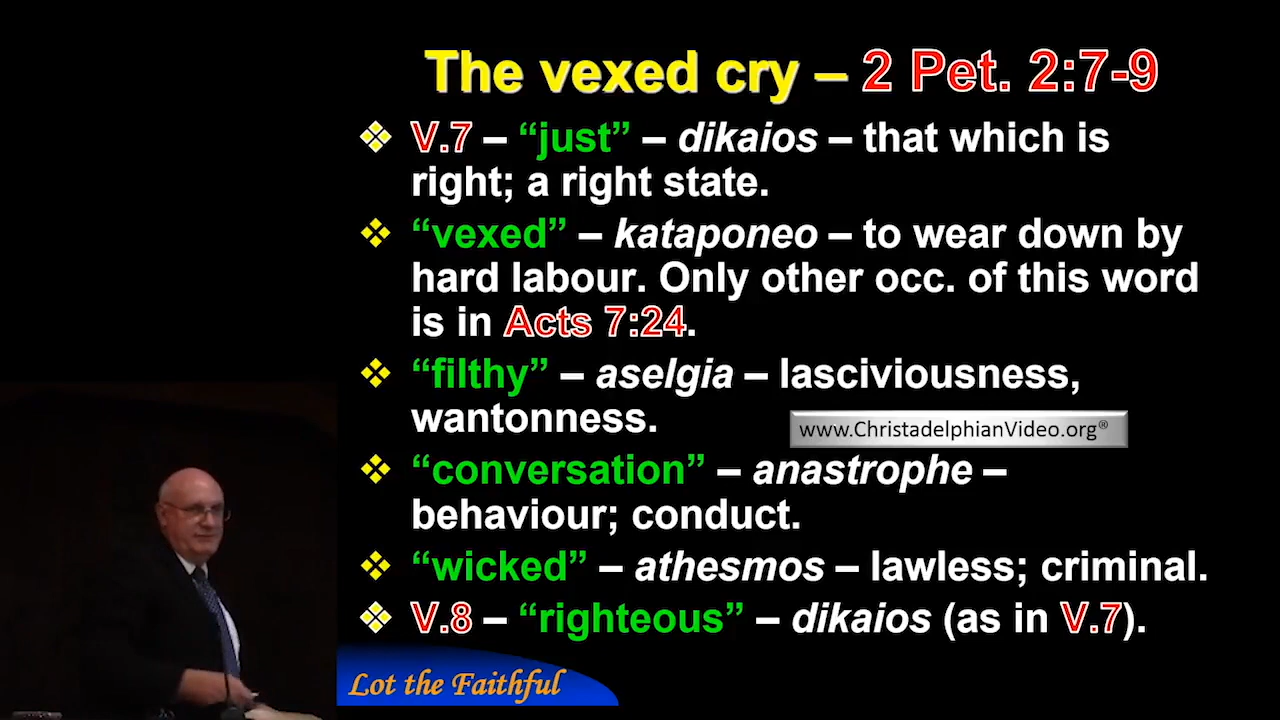 The vexed cry – 2 Pet. 2:7-9
❖ V.7 – “just” – dikaios – that which is
right; a right state.
❖ “vexed” – kataponeo – to wear down by
hard labour. Only other occ. of this word
is in Acts 7:24.
❖ “filthy” – aselgia – lasciviousness,
wantonness.
www.ChristadelphianVideo.org®
❖ “conversation” – anastrophe –
behaviour; conduct.
❖ “wicked” – athesmos – lawless; criminal.
❖ V.8 – “righteous” – dikaios (as in V.7).
Lot the Faithful